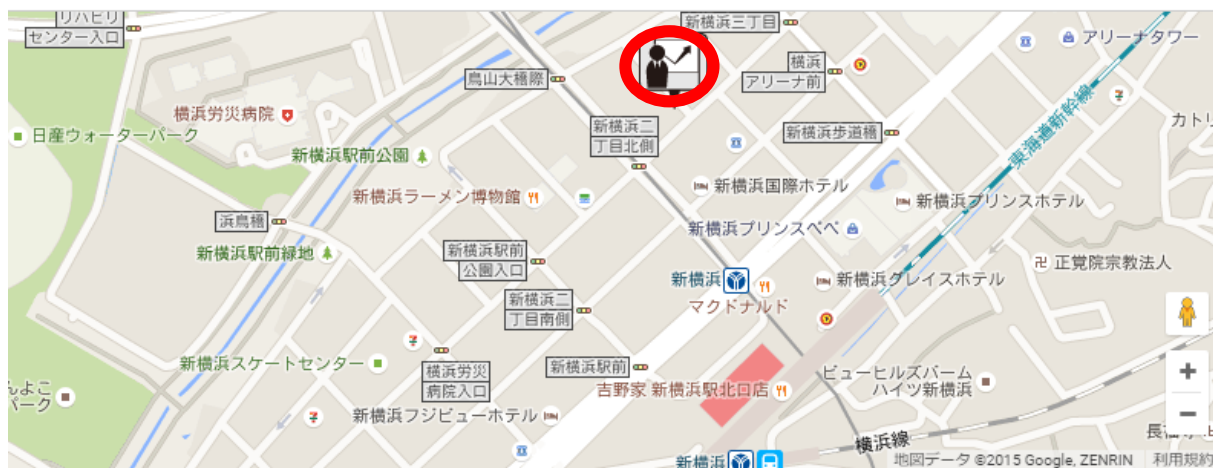 リハビリ
センター入口
新横浜三丁目
アリーナタワー
横浜
アリーナ前
鳥山大橋際
横浜労災病院
日産ウォーターパーク
新横浜二
丁目北側
新横浜歩道橋
東海道新幹線
カトリ
新横浜駅前公園
新横浜国際ホテル
新横浜ラーメン博物館
新横浜プリンスホテル
浜鳥橋
新横浜プリンスペペ
新横浜駅前緑地
新横浜駅前
公園入口
正覚院宗教法人
新横浜
新横浜グレイスホテル
マクドナルド
新横浜二
丁目南側
新横浜スケートセンター
横浜労災
病院入口
新横浜駅前
ビューヒルズパーム
ハイツ新横浜
吉野家 新横浜駅北口店
んよこ
パーク
新横浜フジビューホテル
横浜線
新横浜
地図データ ©2015 Google, ZENRIN
利用規約